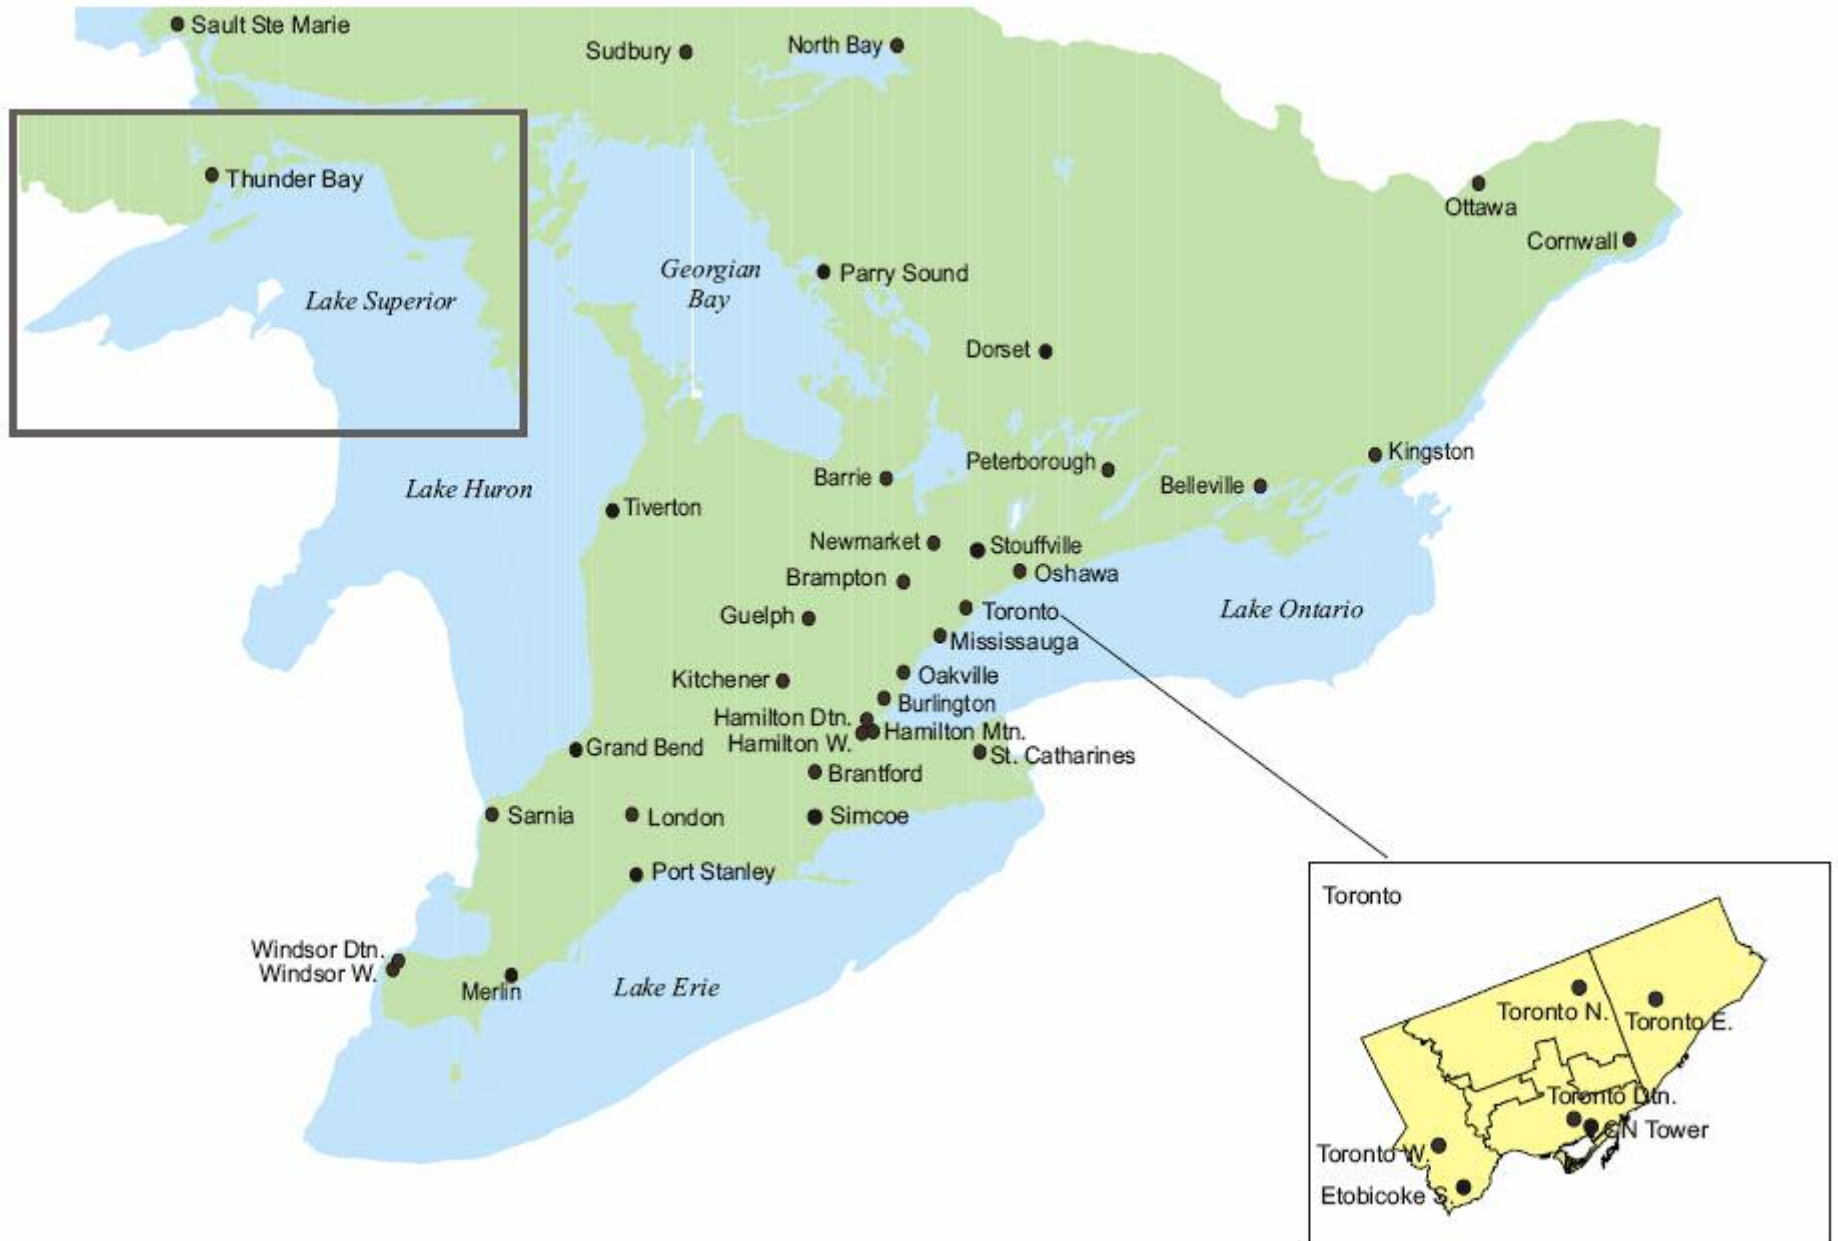 Sault Ste Marie
Sudbury
North Bay
Thunder Bay
Ottawa
Cornwall
Georgian
Bay
Parry Sound
Lake Superior
Dorset
Kingston
Peterborough
Barrie
Belleville
Lake Huron
Tiverton
Newmarket
Stouffville
Oshawa
Brampton
Guelph
Toronto
Lake Ontario
Mississauga
Kitchener
Oakville
Burlington
Hamilton Dtn.
Hamilton Mtn.
Hamilton W.
Grand Bend
St. Catharines
Brantford
Sarnia
London
Simcoe
Port Stanley
Toronto
Windsor Dtn.
Windsor W.
Merlin
Lake Erie
Toronto N.
Toronto E.
Toronto Dtn.
CN Tower
Toronto W.
Etobicoke S.